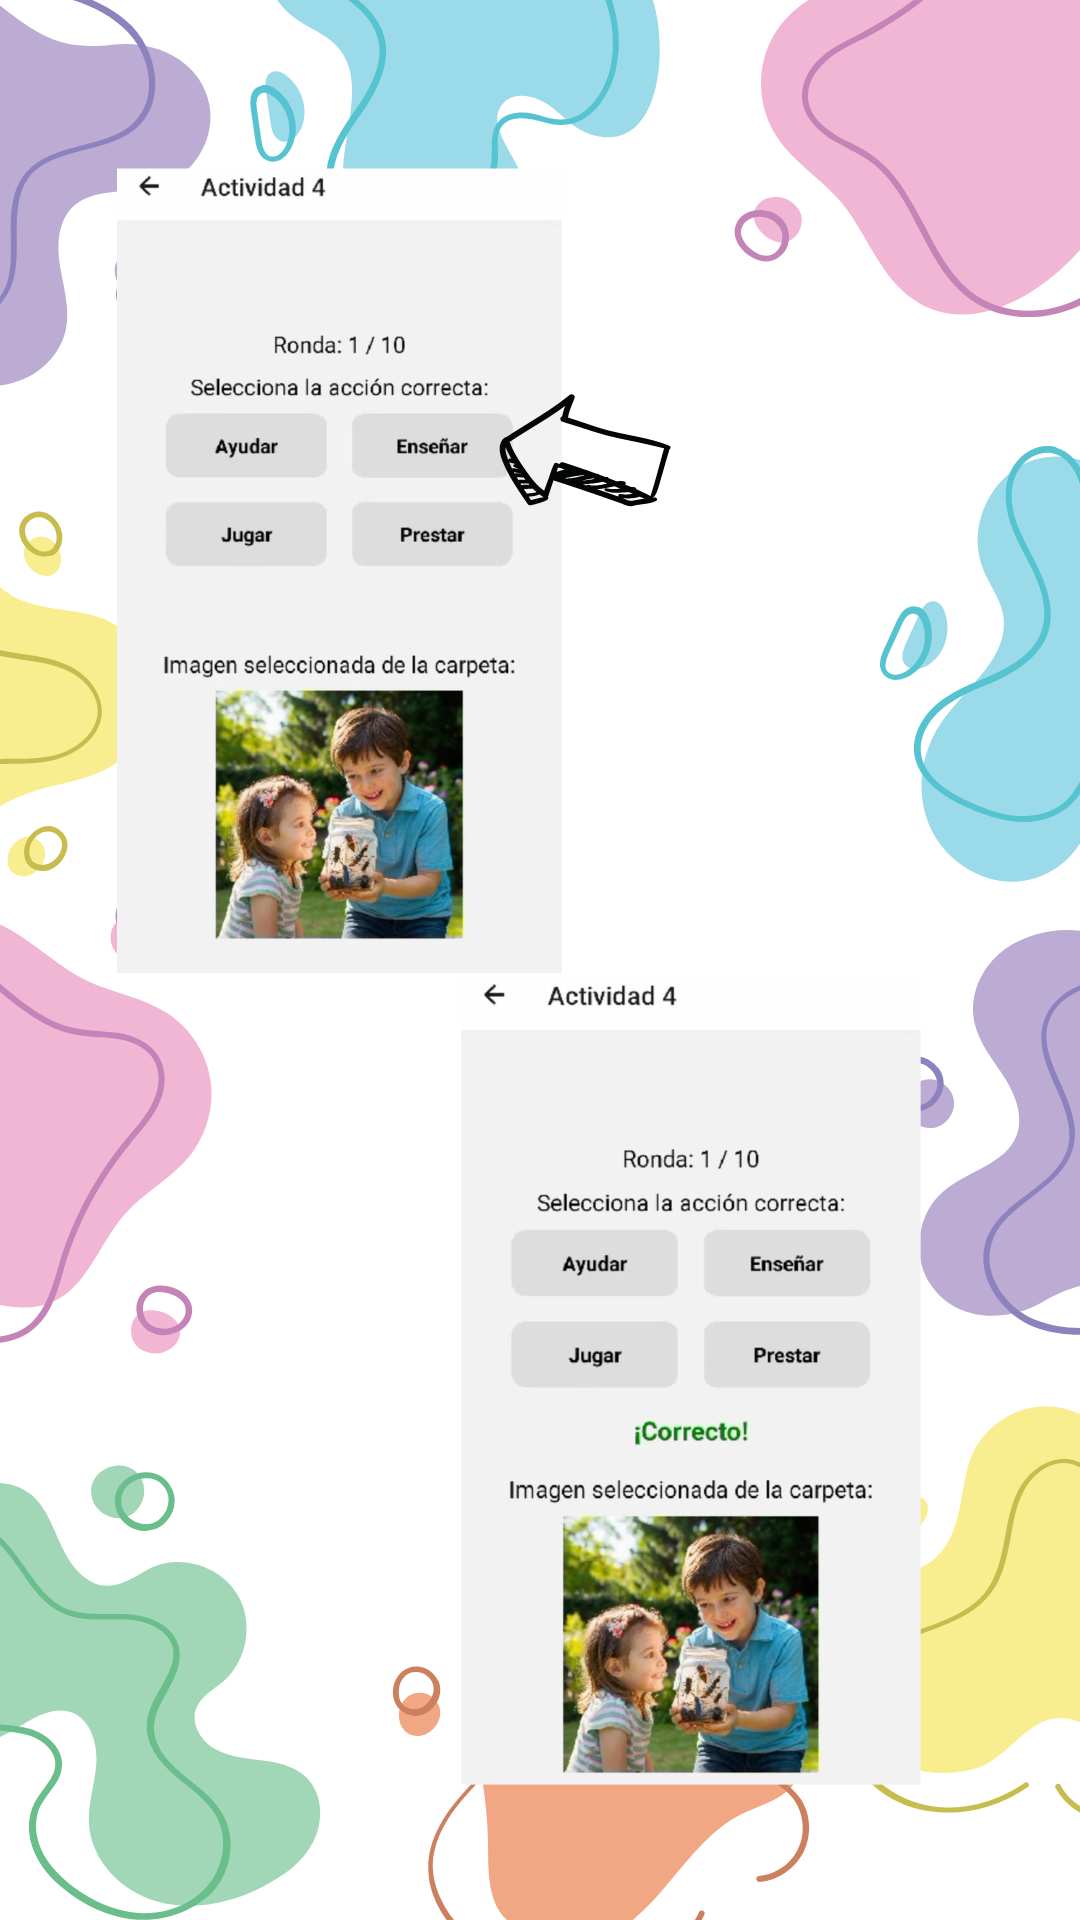 Actividad 4
Ronda: 1 / 10
Selecciona la acción correcta:
Ayudar
Enseñar
Jugar
Prestar
Imagen seleccionada de la carpeta:
Actividad 4
Ronda: 1 / 10
Selecciona la acción correcta:
Ayudar
Enseñar
Jugar
Prestar
¡Correcto!
Imagen seleccionada de la carpeta: